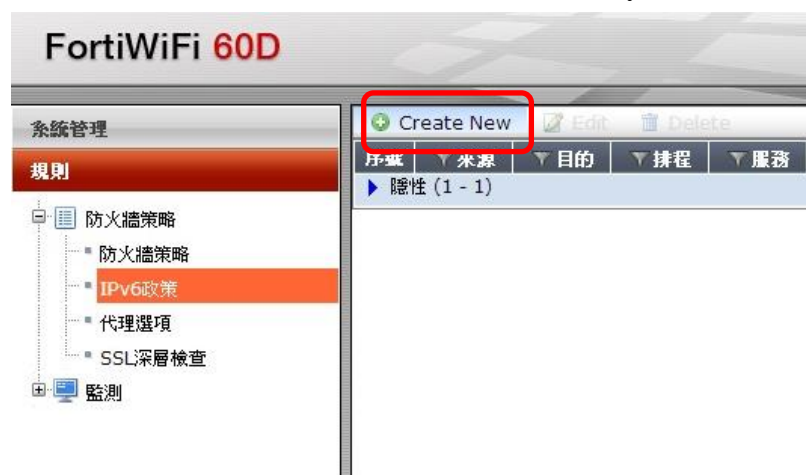 FortiWiFi 60D
系統管理
規則
防火牆策略
防火牆策略
IPv6政策
代理選項
SSL深層檢查
監測
Create New Edit Delete
序號 來源 目的 排程 服務
隱性 (1 - 1)